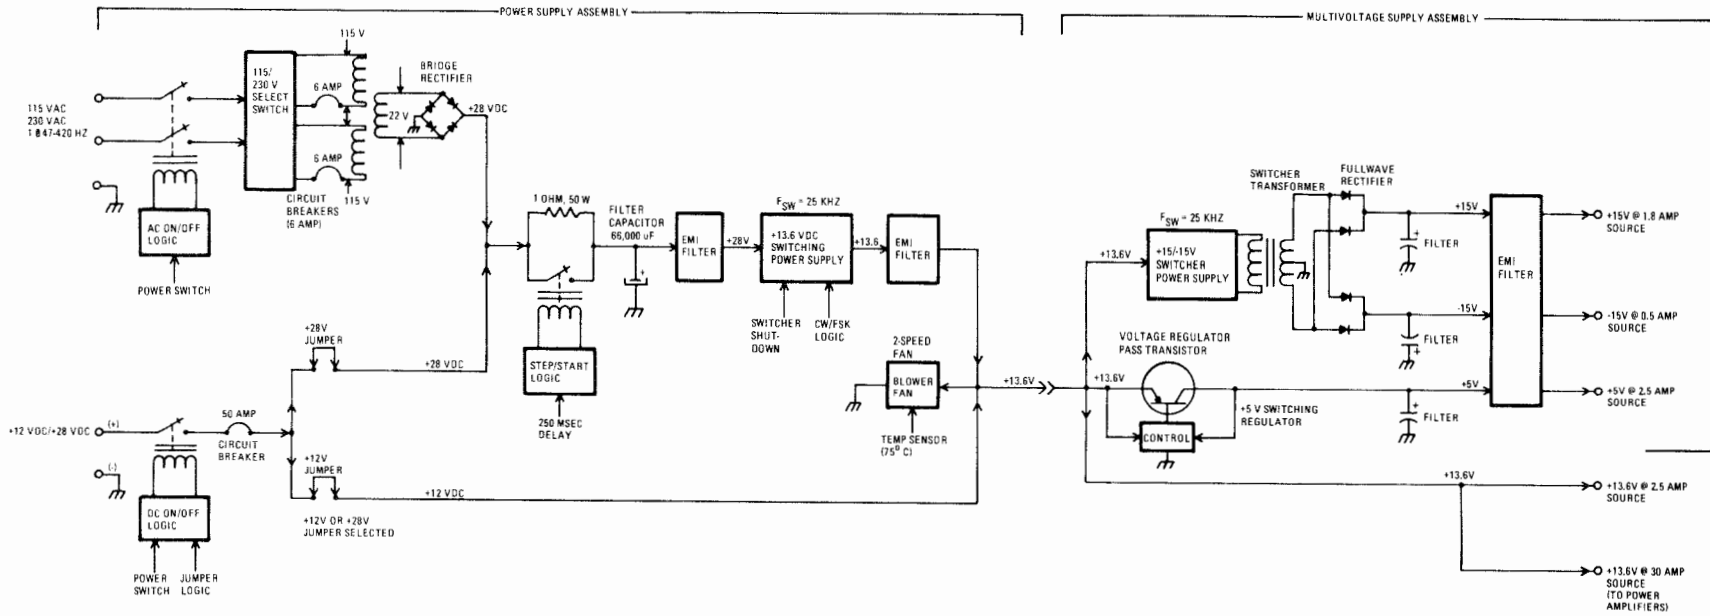 POWER SUPPLY ASSEMBLY
MULTIVOLTAGE SUPPLY ASSEMBLY
115 VAC
230 VAC
1 ϕ 47-420 HZ
115/
230 V
SELECT
SWITCH
115 V
6 AMP
6 AMP
115 V
CIRCUIT
BREAKERS
(6 AMP)
22 V
BRIDGE
RECTIFIER
+28 VDC
AC ON/OFF
LOGIC
POWER SWITCH
1 OHM, 50 W
FILTER
CAPACITOR
66,000 uF
+
STEP/START
LOGIC
250 MSEC
DELAY
EMI
FILTER
+28V
FSW = 25 KHZ
+13.6 VDC
SWITCHING
POWER SUPPLY
SWITCHER
SHUT-
DOWN
CW/FSK
LOGIC
+13.6
EMI
FILTER
2-SPEED
FAN
BLOWER
FAN
TEMP SENSOR
(75° C)
+13.6V
+28V
JUMPER
+28 VDC
+12 VDC/+28 VDC
(+)
(-)
50 AMP
CIRCUIT
BREAKER
+12V
JUMPER
+12 VDC
+12V OR +28V
JUMPER SELECTED
DC ON/OFF
LOGIC
POWER
SWITCH
JUMPER
LOGIC
+13.6V
FSW = 25 KHZ
+15/-15V
SWITCHER
POWER SUPPLY
SWITCHER
TRANSFORMER
FULLWAVE
RECTIFIER
+15V
+
FILTER
-15V
FILTER
+
+5V
+
FILTER
EMI
FILTER
+15V @ 1.8 AMP
SOURCE
-15V @ 0.5 AMP
SOURCE
+5V @ 2.5 AMP
SOURCE
VOLTAGE REGULATOR
PASS TRANSISTOR
+13.6V
CONTROL
+5 V SWITCHING
REGULATOR
+13.6V
+13.6V @ 2.5 AMP
SOURCE
+13.6V @ 30 AMP
SOURCE
(TO POWER
AMPLIFIERS)